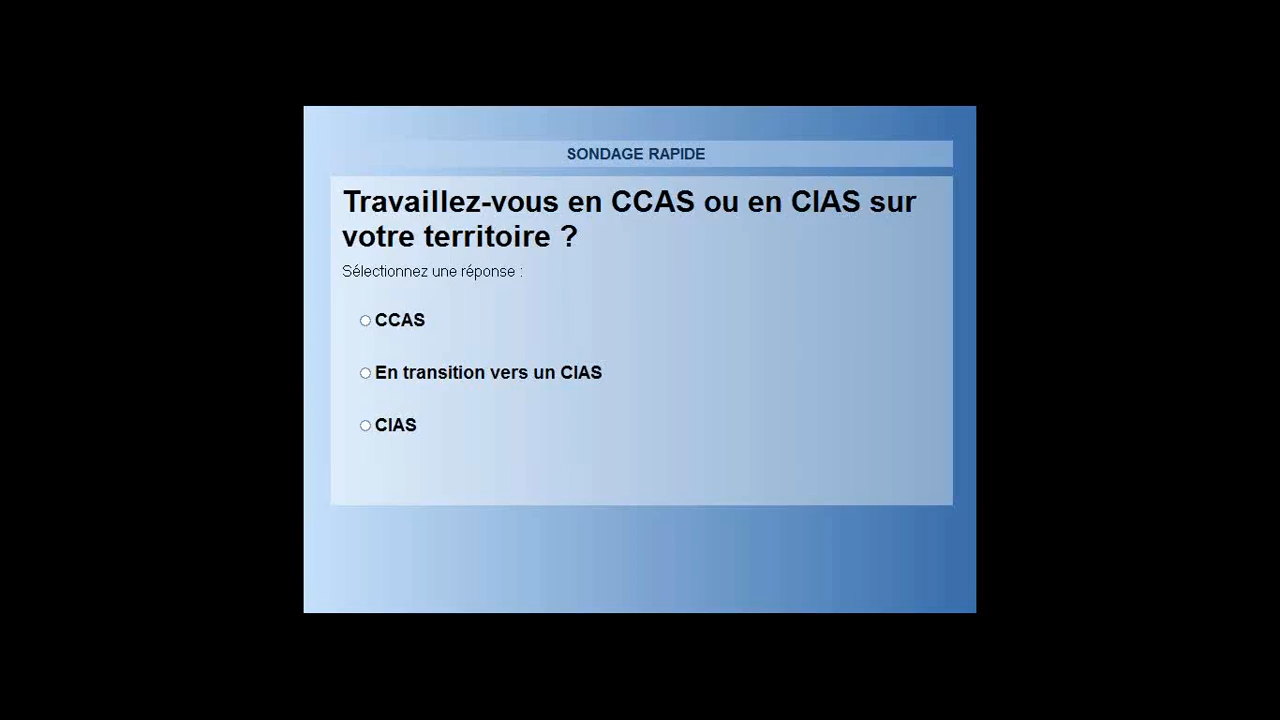 SONDAGE RAPIDE
Travaillez-vous en CCAS ou en CIAS sur
votre territoire ?
Sélectionnez une réponse :
CCAS
En transition vers un CIAS
CIAS